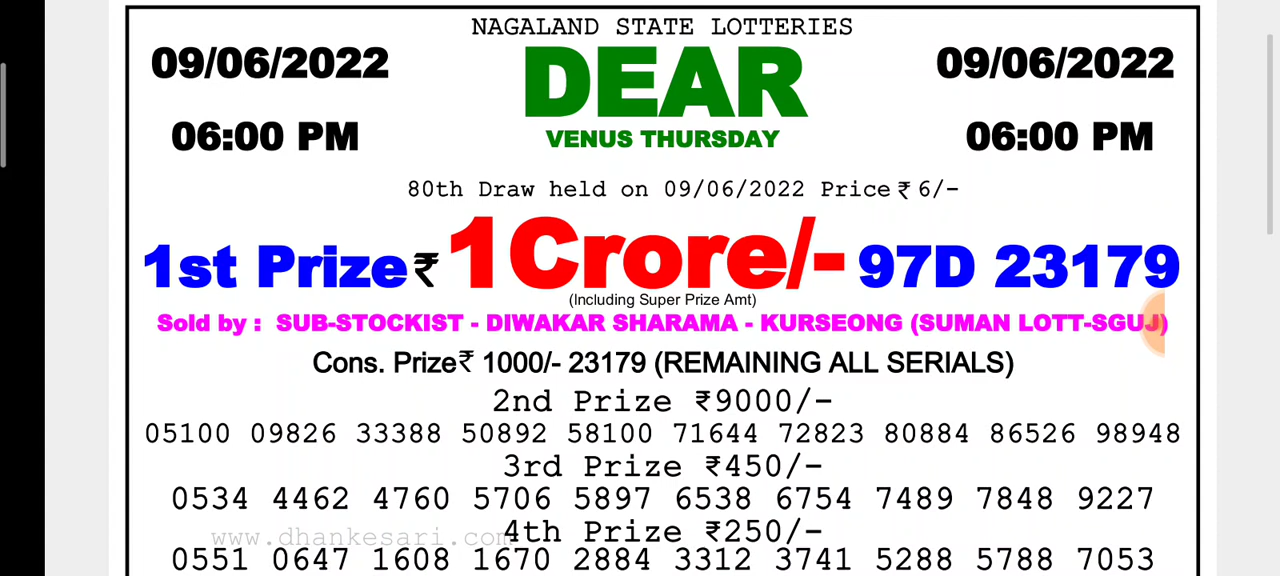 NAGALAND STATE LOTTERIES
09/06/2022 DEAR 09/06/2022
06:00 PM VENUS THURSDAY 06:00 PM
80th Draw held on 09/06/2022 Price ₹ 6/-
1st Prize ₹ 1Crore/- 97D 23179
(Including Super Prize Amt)
Sold by : SUB-STOCKIST - DIWAKAR SHARAMA - KURSEONG (SUMAN LOTT-SGUJ)
Cons. Prize ₹ 1000/- 23179 (REMAINING ALL SERIALS)
2nd Prize ₹9000/-
05100 09826 33388 50892 58100 71644 72823 80884 86526 98948
3rd Prize ₹450/-
0534 4462 4760 5706 5897 6538 6754 7489 7848 9227
4th Prize ₹250/-
www.dhankesari.com
0551 0647 1608 1670 2884 3312 3741 5288 5788 7053